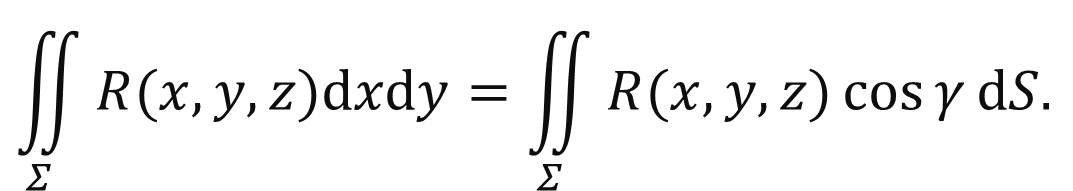 ∬_Σ R(x, y, z)dxdy = ∬_Σ R(x, y, z) cos γ dS.